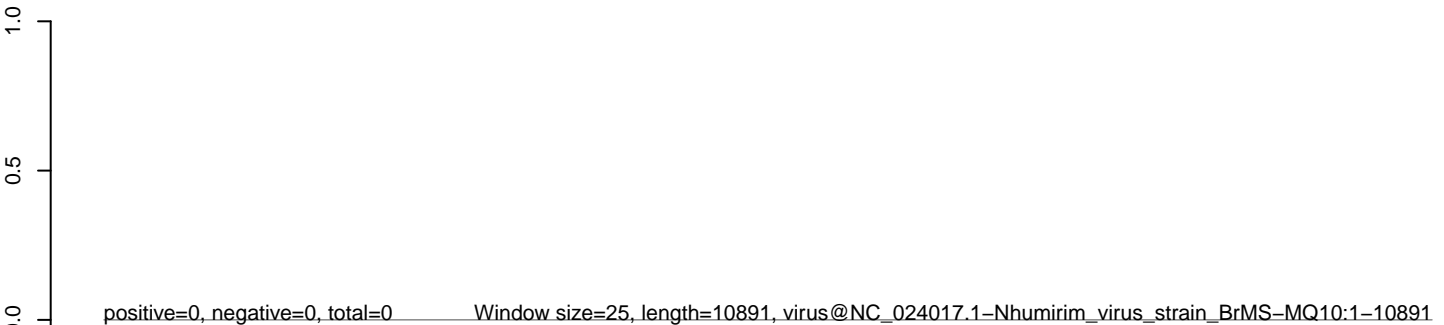 1.0
0.5
0.0
positive=0, negative=0, total=0 Window size=25, length=10891, virus@NC_024017.1−Nhumirim_virus_strain_BrMS−MQ10:1−10891